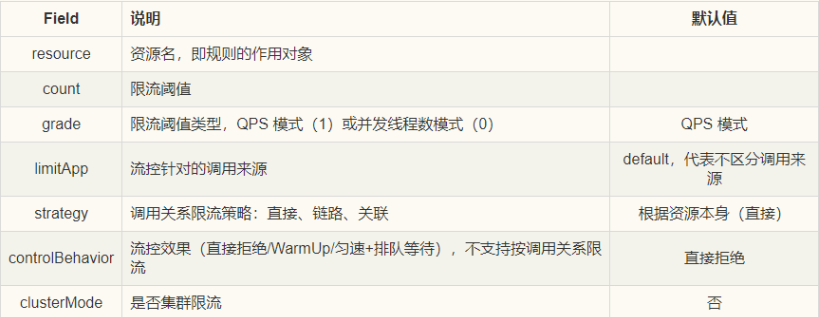 Field 说明 默认值
resource 资源名，即规则的作用对象
count 限流阈值
grade 限流阈值类型，QPS 模式（1）或并发线程数模式（0） QPS 模式
limitApp 流控针对的调用来源 default，代表不区分调用来
源
strategy 调用关系限流策略：直接、链路、关联 根据资源本身（直接）
controlBehavior 流控效果（直接拒绝/WarmUp/匀速+排队等待），不支持按调用关系限 直接拒绝
流
clusterMode 是否集群限流 否